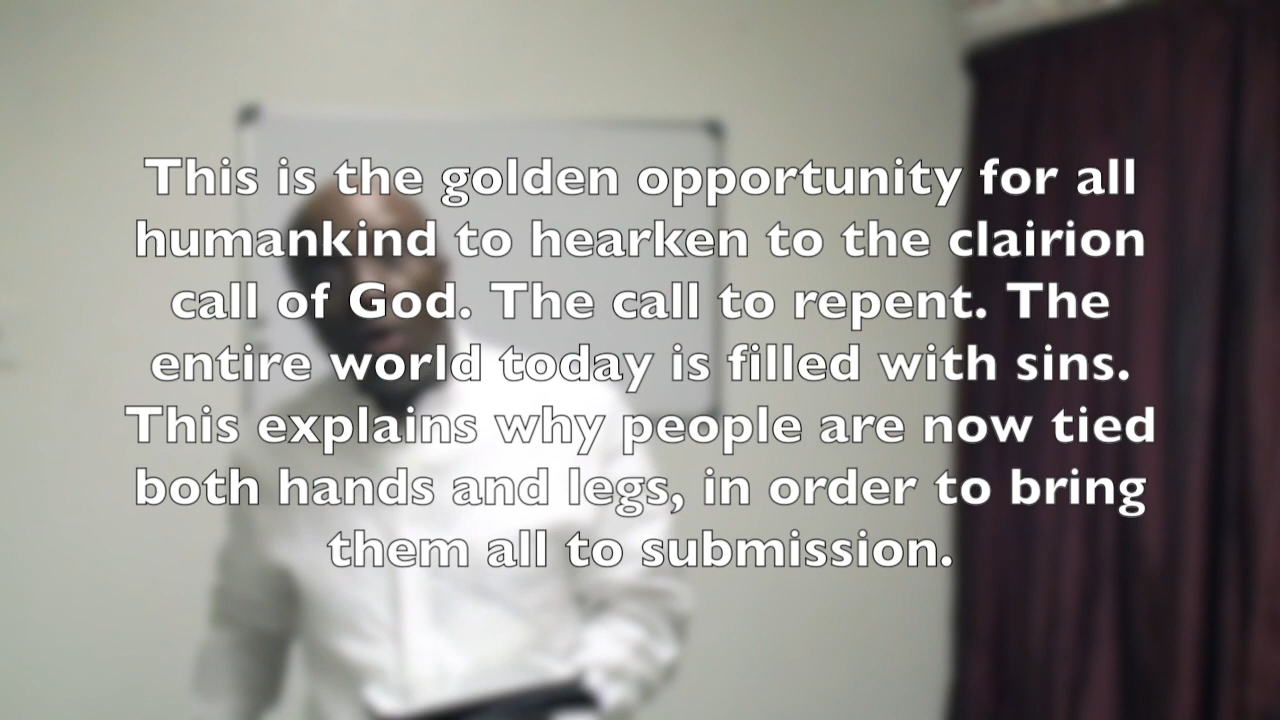 This is the golden opportunity for all
humankind to hearken to the clairion
call of God. The call to repent. The
entire world today is filled with sins.
This explains why people are now tied
both hands and legs, in order to bring
them all to submission.